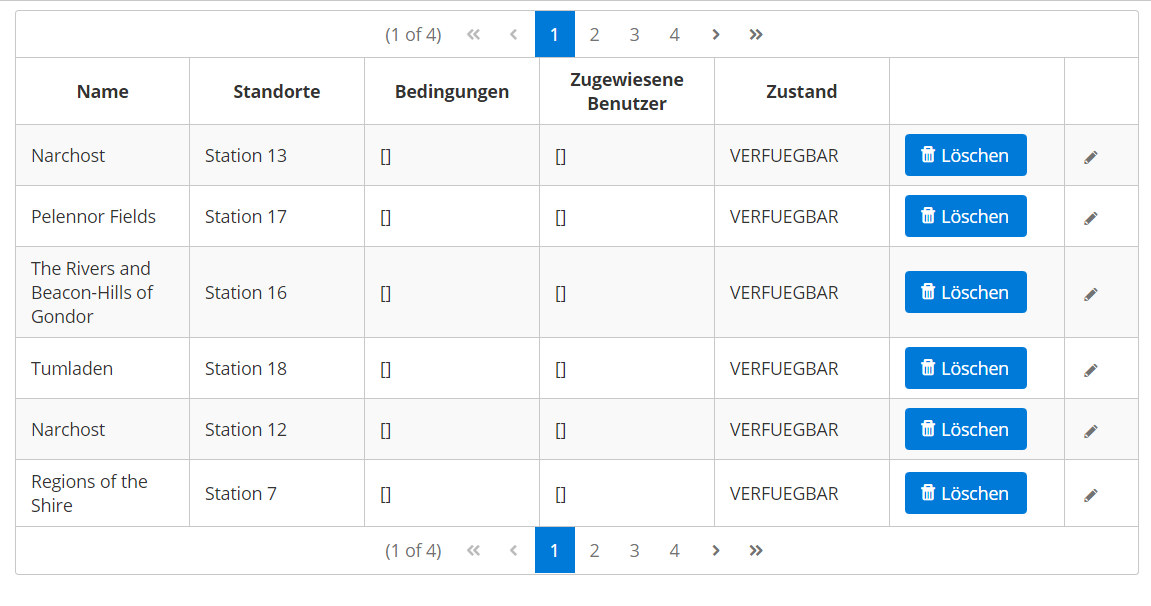 (1 of 4) « ‹ 1 2 3 4 › »
Name Standorte Bedingungen Zugewiesene Benutzer Zustand
Narchost Station 13 [] [] VERFUEGBAR Löschen
Pelennor Fields Station 17 [] [] VERFUEGBAR Löschen
The Rivers and
Beacon-Hills of
Gondor
Station 16 [] [] VERFUEGBAR Löschen
Tumladen Station 18 [] [] VERFUEGBAR Löschen
Narchost Station 12 [] [] VERFUEGBAR Löschen
Regions of the
Shire
Station 7 [] [] VERFUEGBAR Löschen
(1 of 4) « ‹ 1 2 3 4 › »